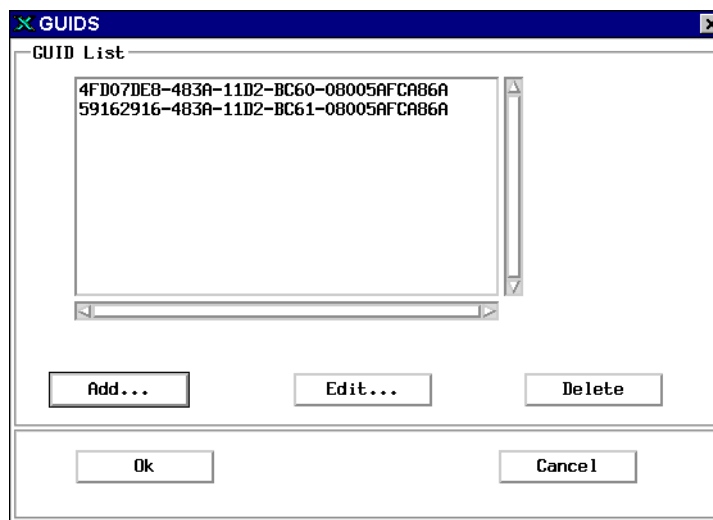 GUIDS
GUID List
4FD07DE8-483A-11D2-BC60-08005AFCA86A
59162916-483A-11D2-BC61-08005AFCA86A
Add... Edit... Delete
Ok Cancel